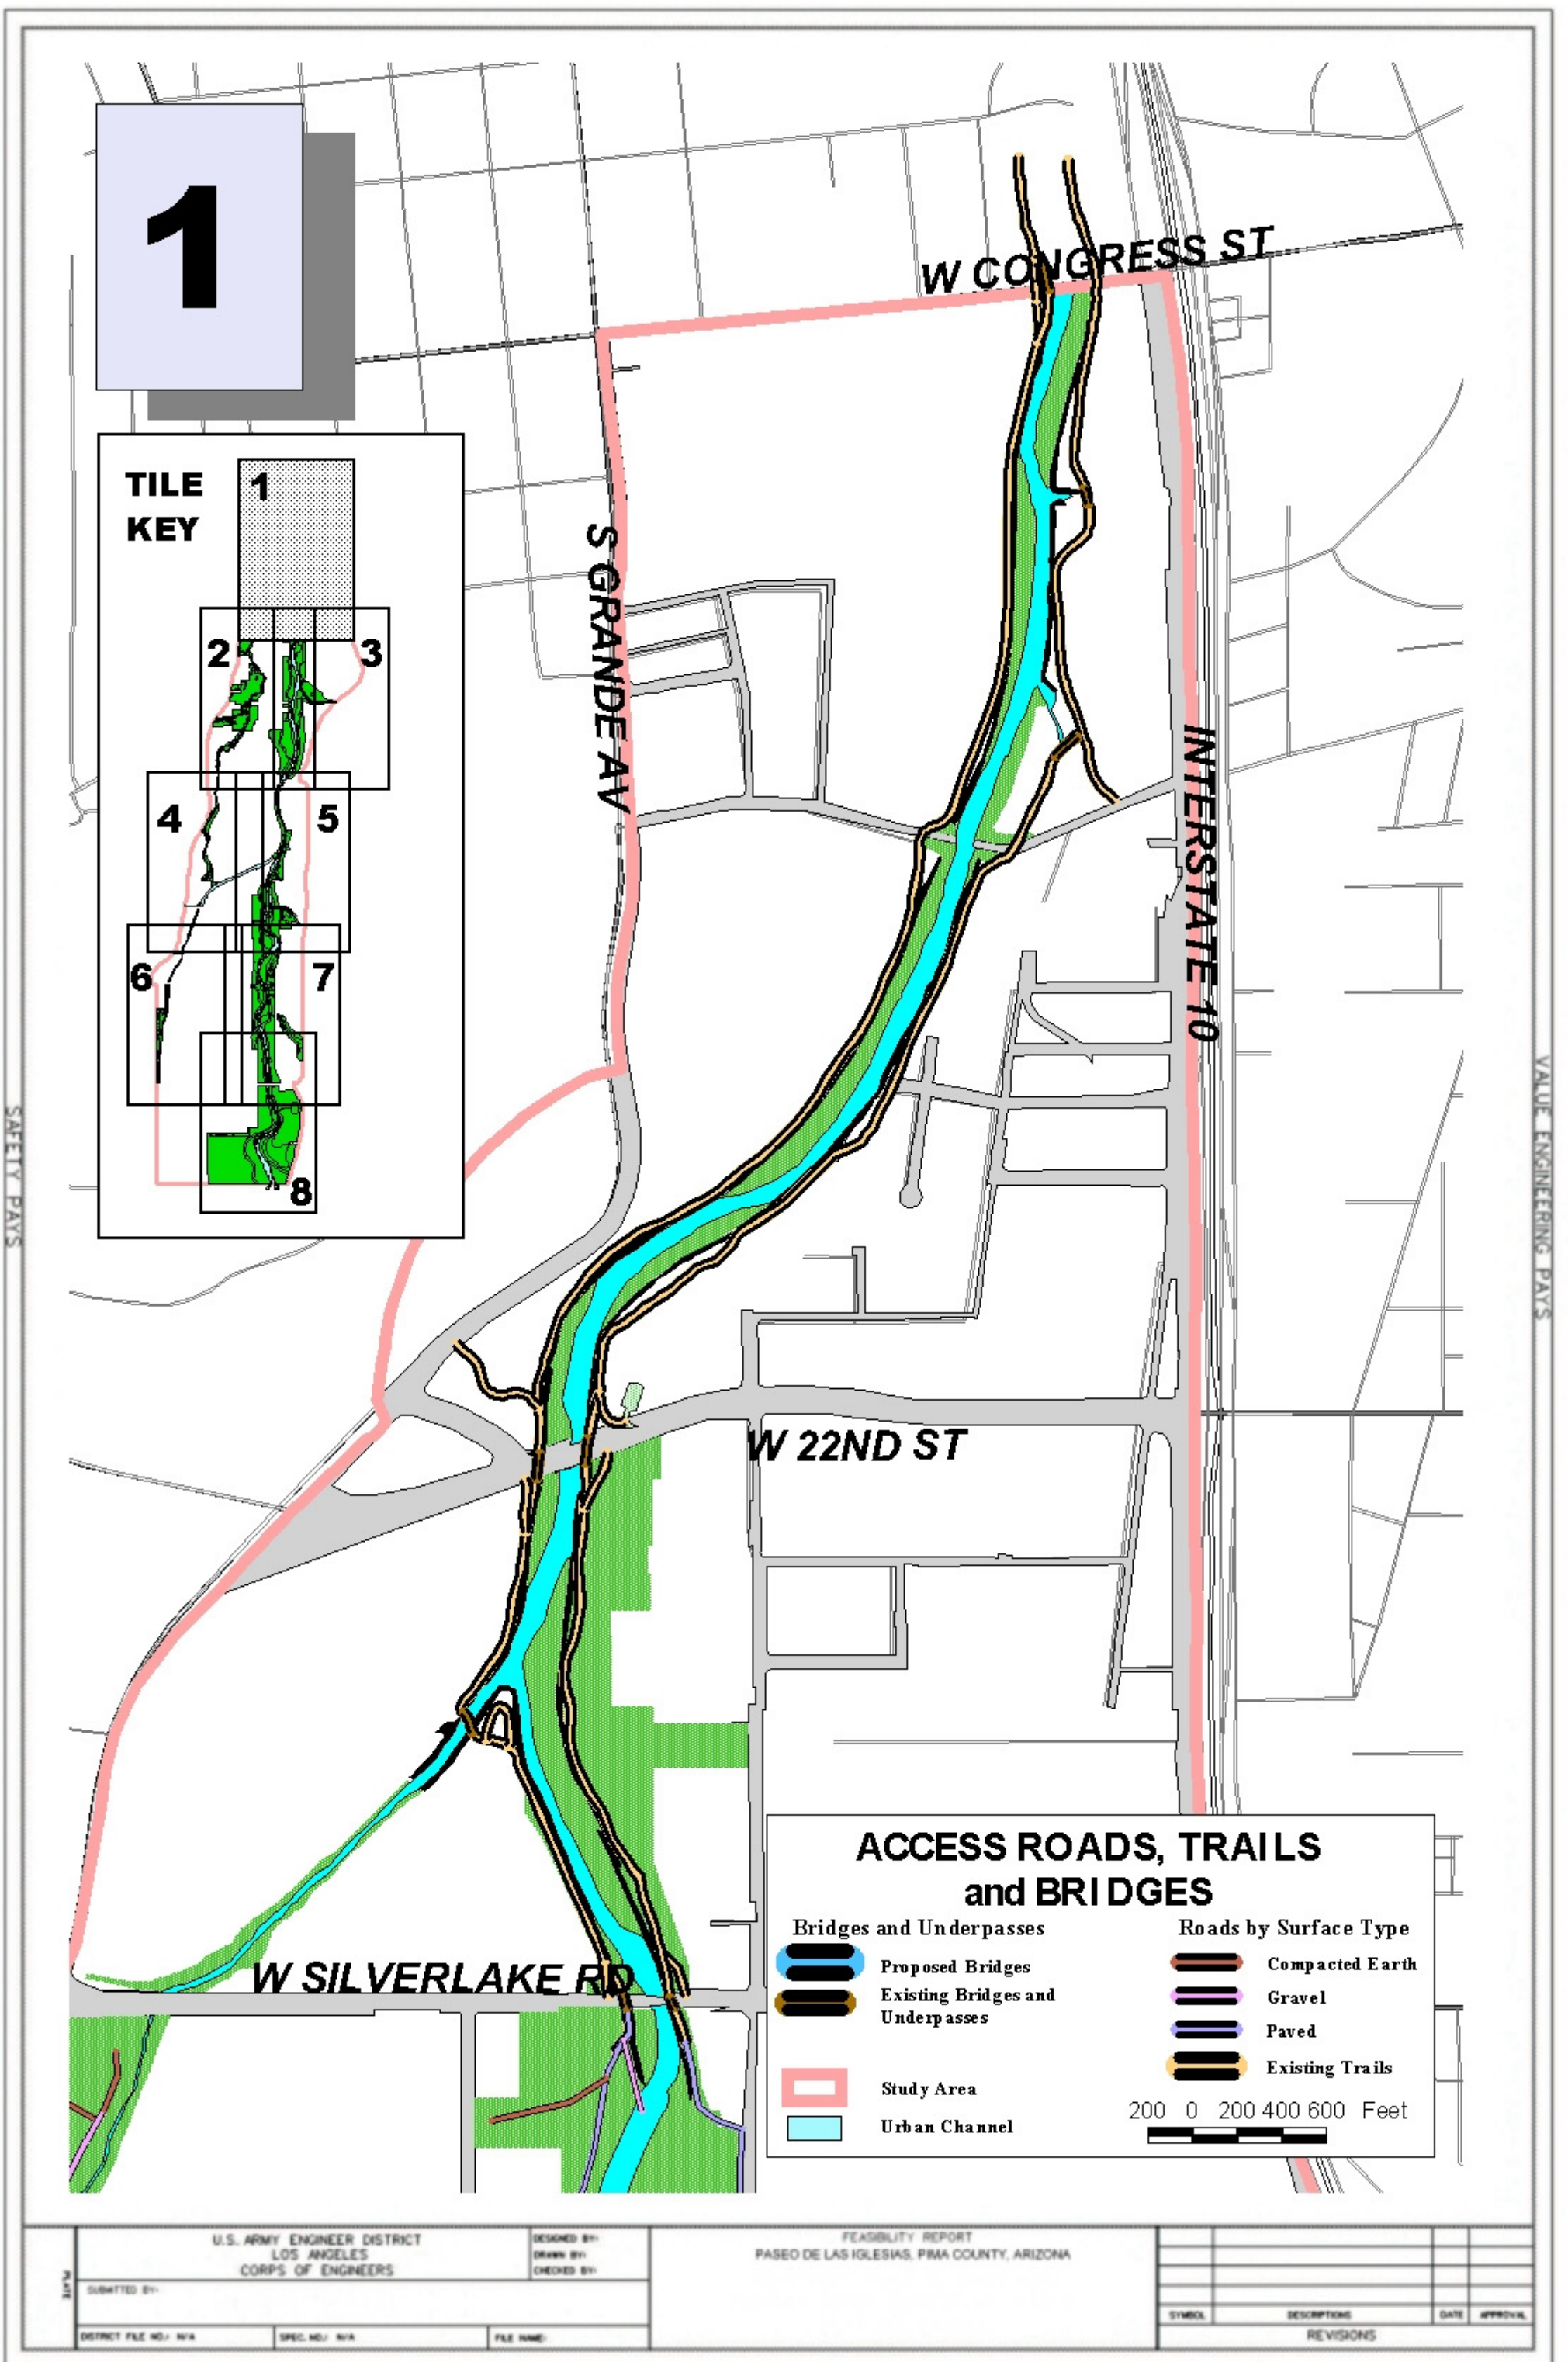 1
W CONGRESS ST
TILE
KEY
1
2
3
4
5
6
7
8
S GRANDE AV
INTERSTATE 10
W 22ND ST
W SILVERLAKE RD
SAFETY PAYS
VALUE ENGINEERING PAYS
ACCESS ROADS, TRAILS
and BRIDGES
Bridges and Underpasses
Proposed Bridges
Existing Bridges and
Underpasses
Study Area
Urban Channel
Roads by Surface Type
Compacted Earth
Gravel
Paved
Existing Trails
200 0 200 400 600 Feet
PLATE
U.S. ARMY ENGINEER DISTRICT
LOS ANGELES
CORPS OF ENGINEERS
SUBMITTED BY:
DISTRICT FILE NO.: N/A
SPEC. NO.: N/A
FILE NAME:
DESIGNED BY:
DRAWN BY:
CHECKED BY:
FEASIBILITY REPORT
PASEO DE LAS IGLESIAS, PIMA COUNTY, ARIZONA
SYMBOL
DESCRIPTIONS
DATE
APPROVAL
REVISIONS